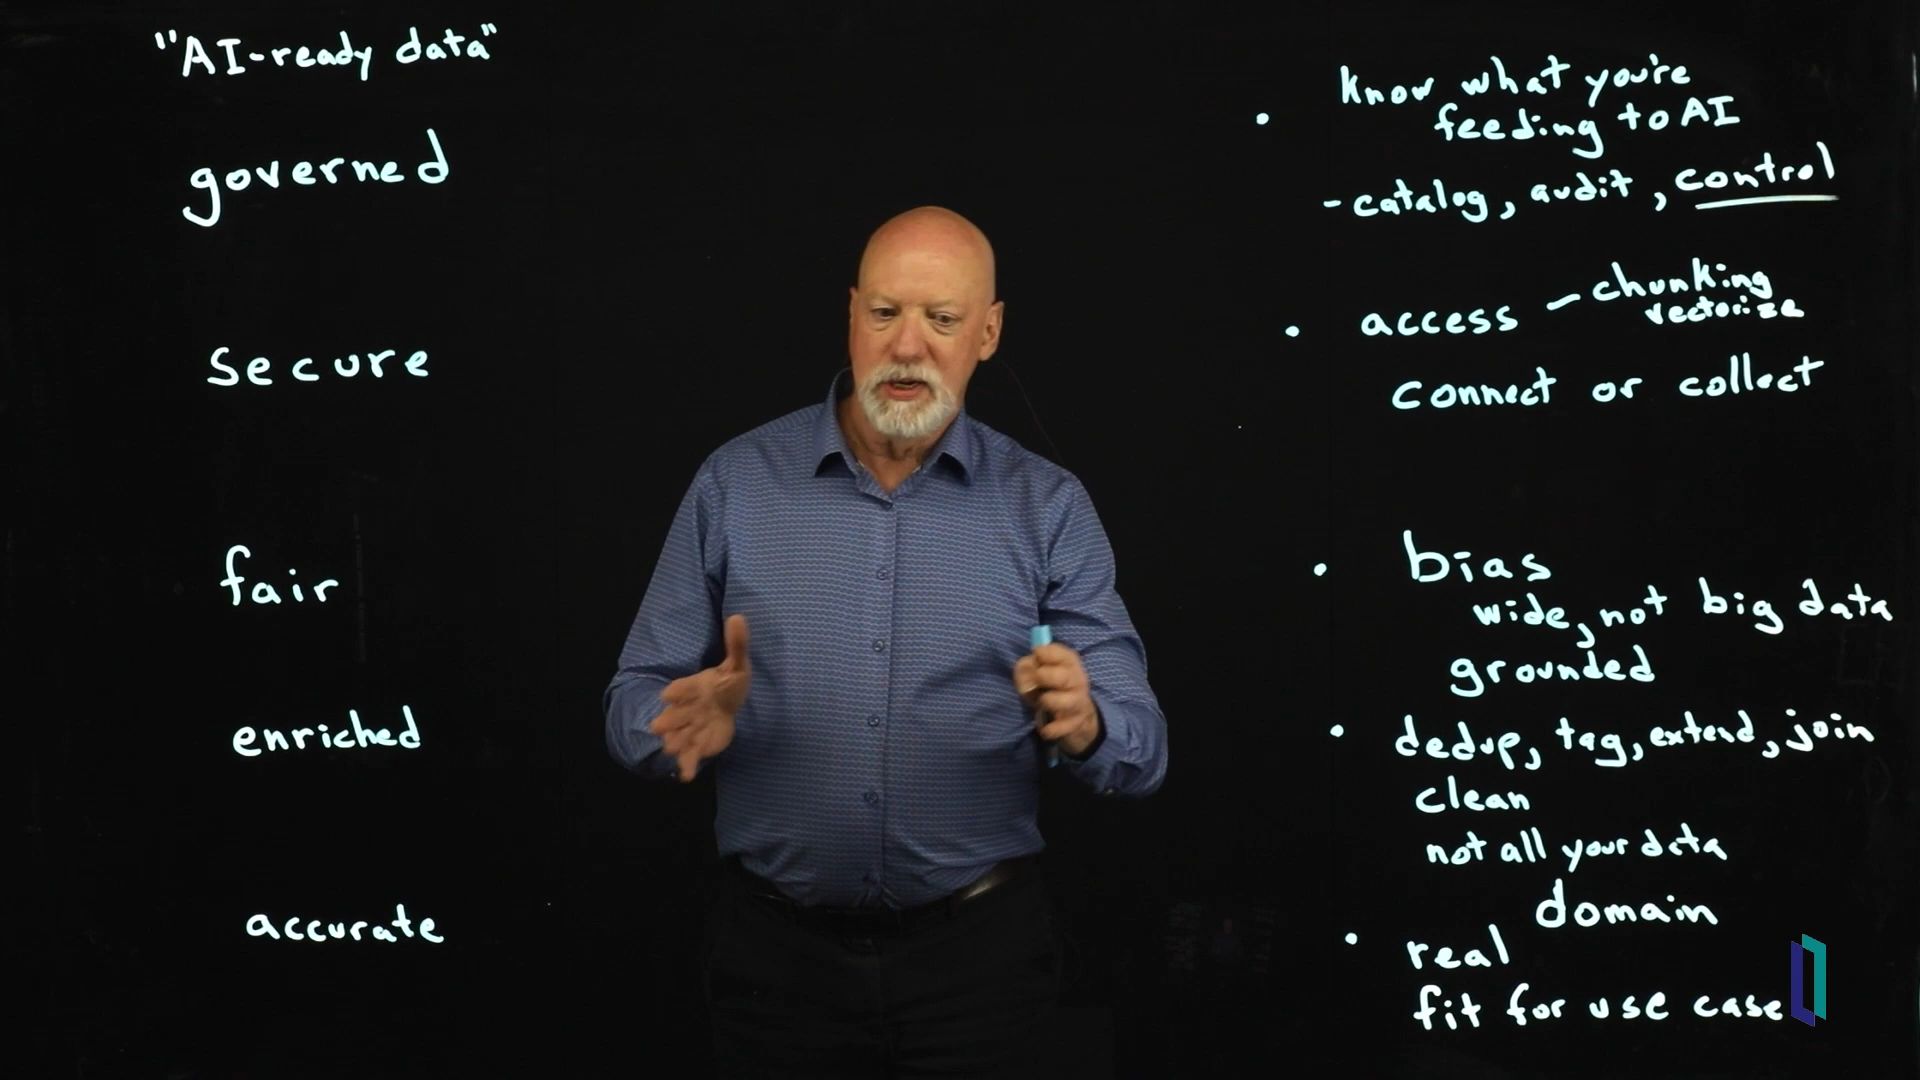 "AI-ready data"
governed
secure
fair
enriched
accurate
• Know what you're
feeding to AI
- catalog, audit, control
• access - chunking
vectorize
connect or collect
• bias
wide, not big data
grounded
• dedup, tag, extend, join
clean
not all your data
domain
• real
fit for use case